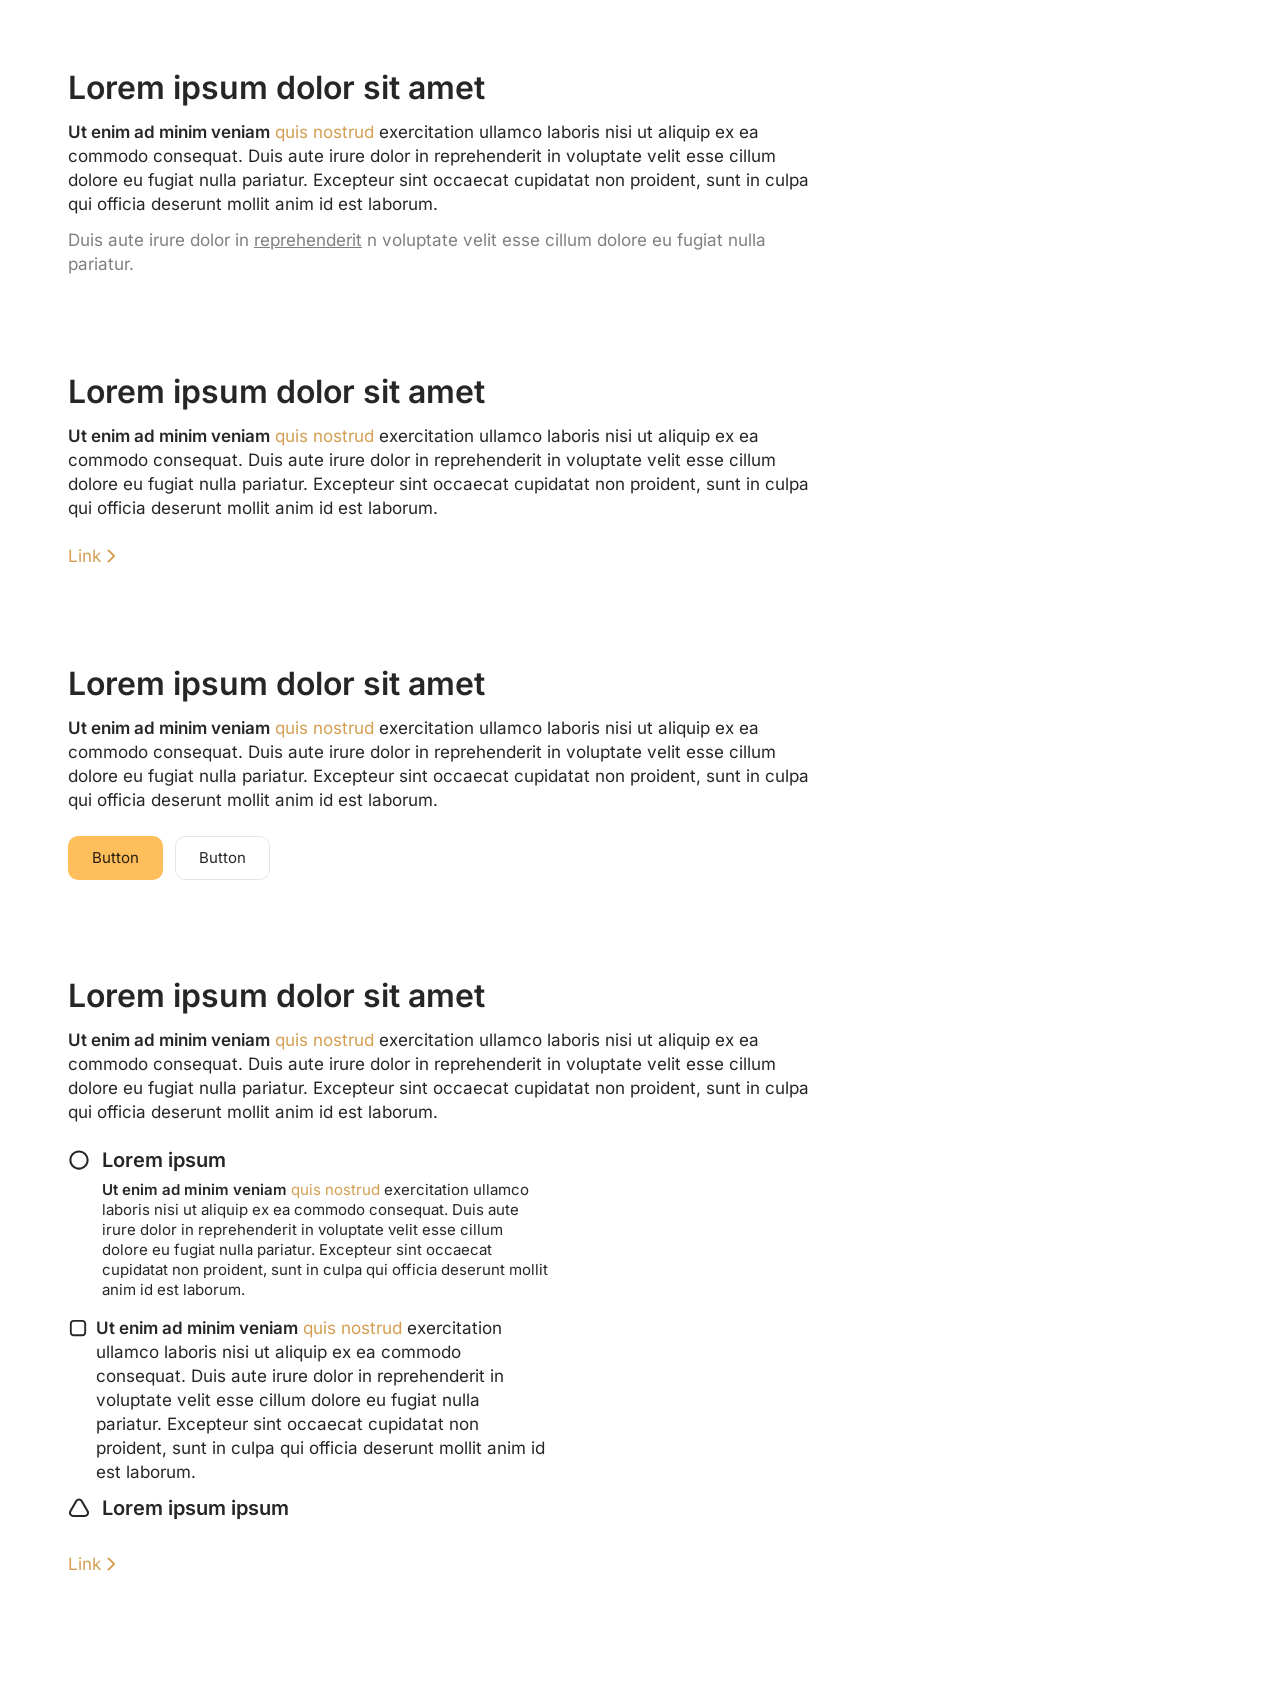 Lorem ipsum dolor sit amet
Ut enim ad minim veniam quis nostrud exercitation ullamco laboris nisi ut aliquip ex ea
commodo consequat. Duis aute irure dolor in reprehenderit in voluptate velit esse cillum
dolore eu fugiat nulla pariatur. Excepteur sint occaecat cupidatat non proident, sunt in culpa
qui officia deserunt mollit anim id est laborum.
Duis aute irure dolor in reprehenderit n voluptate velit esse cillum dolore eu fugiat nulla
pariatur.
Lorem ipsum dolor sit amet
Ut enim ad minim veniam quis nostrud exercitation ullamco laboris nisi ut aliquip ex ea
commodo consequat. Duis aute irure dolor in reprehenderit in voluptate velit esse cillum
dolore eu fugiat nulla pariatur. Excepteur sint occaecat cupidatat non proident, sunt in culpa
qui officia deserunt mollit anim id est laborum.
Link
Lorem ipsum dolor sit amet
Ut enim ad minim veniam quis nostrud exercitation ullamco laboris nisi ut aliquip ex ea
commodo consequat. Duis aute irure dolor in reprehenderit in voluptate velit esse cillum
dolore eu fugiat nulla pariatur. Excepteur sint occaecat cupidatat non proident, sunt in culpa
qui officia deserunt mollit anim id est laborum.
Button Button
Lorem ipsum dolor sit amet
Ut enim ad minim veniam quis nostrud exercitation ullamco laboris nisi ut aliquip ex ea
commodo consequat. Duis aute irure dolor in reprehenderit in voluptate velit esse cillum
dolore eu fugiat nulla pariatur. Excepteur sint occaecat cupidatat non proident, sunt in culpa
qui officia deserunt mollit anim id est laborum.
Lorem ipsum
Ut enim ad minim veniam quis nostrud exercitation ullamco
laboris nisi ut aliquip ex ea commodo consequat. Duis aute
irure dolor in reprehenderit in voluptate velit esse cillum
dolore eu fugiat nulla pariatur. Excepteur sint occaecat
cupidatat non proident, sunt in culpa qui officia deserunt mollit
anim id est laborum.
Ut enim ad minim veniam quis nostrud exercitation
ullamco laboris nisi ut aliquip ex ea commodo
consequat. Duis aute irure dolor in reprehenderit in
voluptate velit esse cillum dolore eu fugiat nulla
pariatur. Excepteur sint occaecat cupidatat non
proident, sunt in culpa qui officia deserunt mollit anim id
est laborum.
Lorem ipsum ipsum
Link